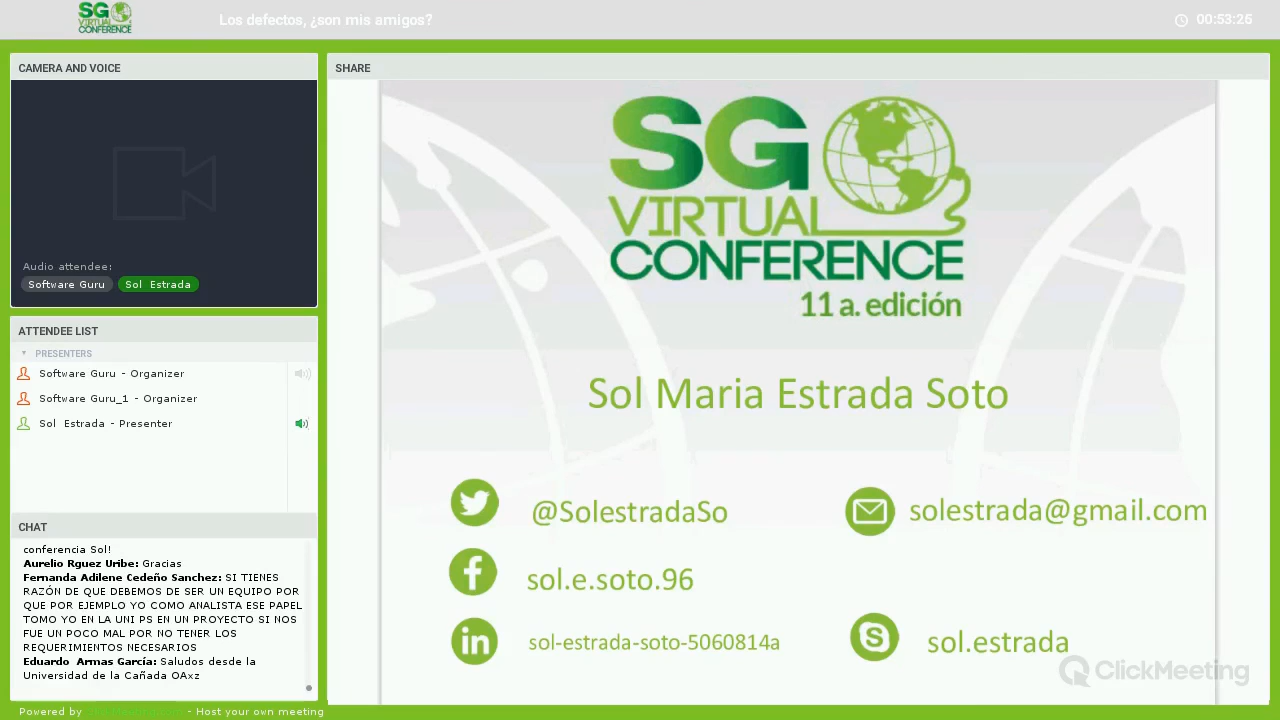 SG
VIRTUAL
CONFERENCE
Los defectos, ¿son mis amigos?
00:53:25
CAMERA AND VOICE
Audio attendee:
Software Guru
Sol Estrada
ATTENDEE LIST
PRESENTERS
Software Guru - Organizer
Software Guru_1 - Organizer
Sol Estrada - Presenter
CHAT
conferencia Sol!
Aurelio Rguez Uribe: Gracias
Fernanda Adilene Cedeño Sanchez: SI TIENES
RAZÓN DE QUE DEBEMOS DE SER UN EQUIPO POR
QUE POR EJEMPLO YO COMO ANALISTA ESE PAPEL
TOMO YO EN LA UNI PS EN UN PROYECTO SI NOS
FUE UN POCO MAL POR NO TENER LOS
REQUERIMIENTOS NECESARIOS
Eduardo Armas García: Saludos desde la
Universidad de la Cañada OAxz
Powered by
- Host your own meeting
SHARE
SG
VIRTUAL
CONFERENCE
11 a. edición
Sol Maria Estrada Soto
@SolestradaSo
solestrada@gmail.com
sol.e.soto.96
sol-estrada-soto-5060814a
sol.estrada
ClickMeeting